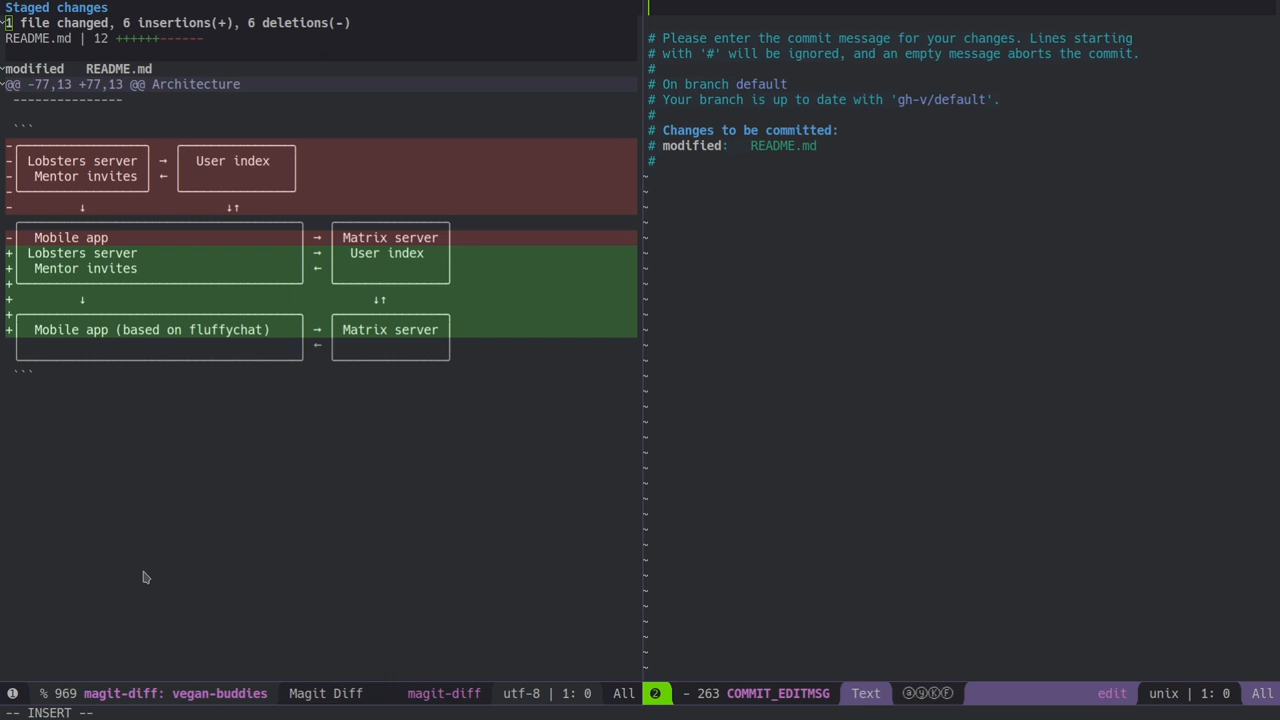 Staged changes
1 file changed, 6 insertions(+), 6 deletions(-)
README.md | 12 ++++++------
modified   README.md
@@ -77,13 +77,13 @@ Architecture
---------------
```
-
- Lobsters server → User index
- Mentor invites ←
-
- ↓ ↓↑
- Mobile app → Matrix server
+ Lobsters server → User index
+ Mentor invites ←
+
+ ↓ ↓↑
+
+ Mobile app (based on fluffychat) → Matrix server
←
```
# Please enter the commit message for your changes. Lines starting
# with '#' will be ignored, and an empty message aborts the commit.
#
# On branch default
# Your branch is up to date with 'gh-v/default'.
#
# Changes to be committed:
# modified:   README.md
#
❶ % 969 magit-diff: vegan-buddies Magit Diff magit-diff utf-8 | 1: 0 All
❷ - 263 COMMIT_EDITMSG Text ⓐⓨⓀⒻ edit unix | 1: 0 All
-- INSERT --